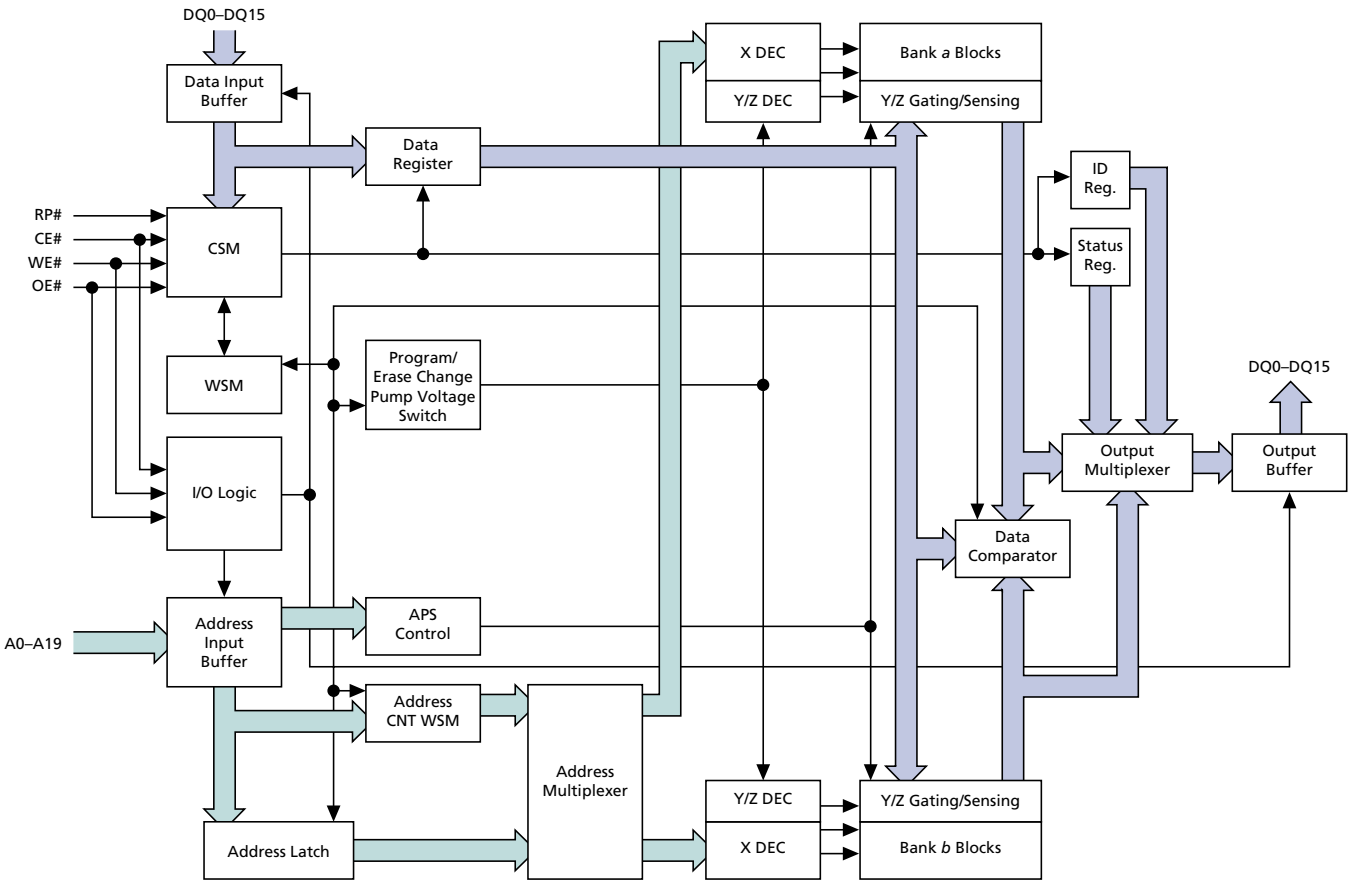 DQ0–DQ15
Data Input
Buffer
X DEC
Bank a Blocks
Y/Z DEC
Y/Z Gating/Sensing
Data
Register
ID
Reg.
RP#
CE#
WE#
OE#
CSM
Status
Reg.
WSM
Program/
Erase Change
Pump Voltage
Switch
DQ0–DQ15
I/O Logic
Output
Multiplexer
Output
Buffer
Data
Comparator
A0–A19
Address
Input
Buffer
APS
Control
Address
CNT WSM
Address
Multiplexer
Y/Z DEC
Y/Z Gating/Sensing
Address Latch
X DEC
Bank b Blocks